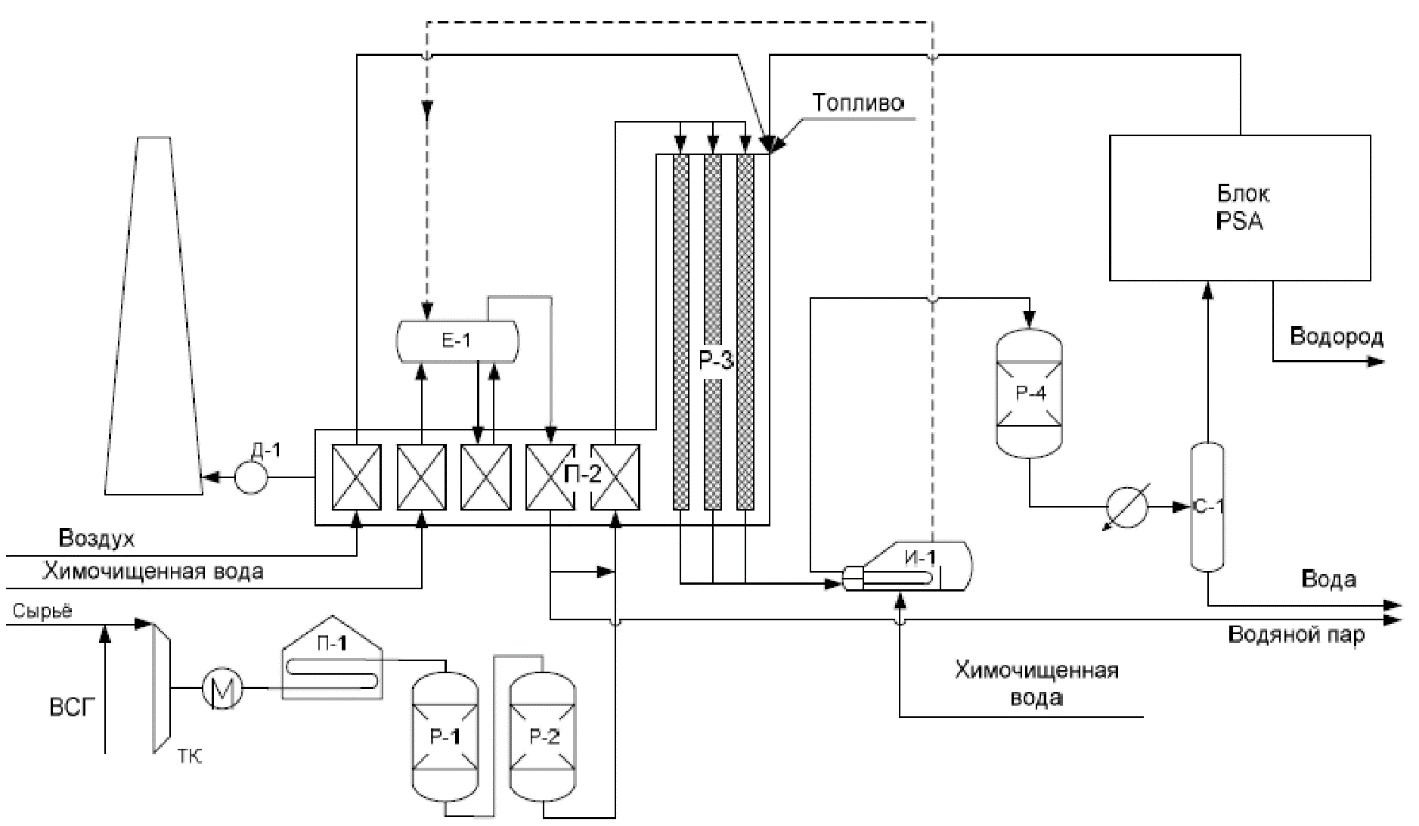 Топливо
Блок
PSA
Водород
Е-1
Р-3
Р-4
Д-1
П-2
С-1
Воздух
И-1
Химочищенная вода
Вода
Сырьё
Водяной пар
П-1
Химочищенная
вода
М
ВСГ
Р-1
Р-2
ТК